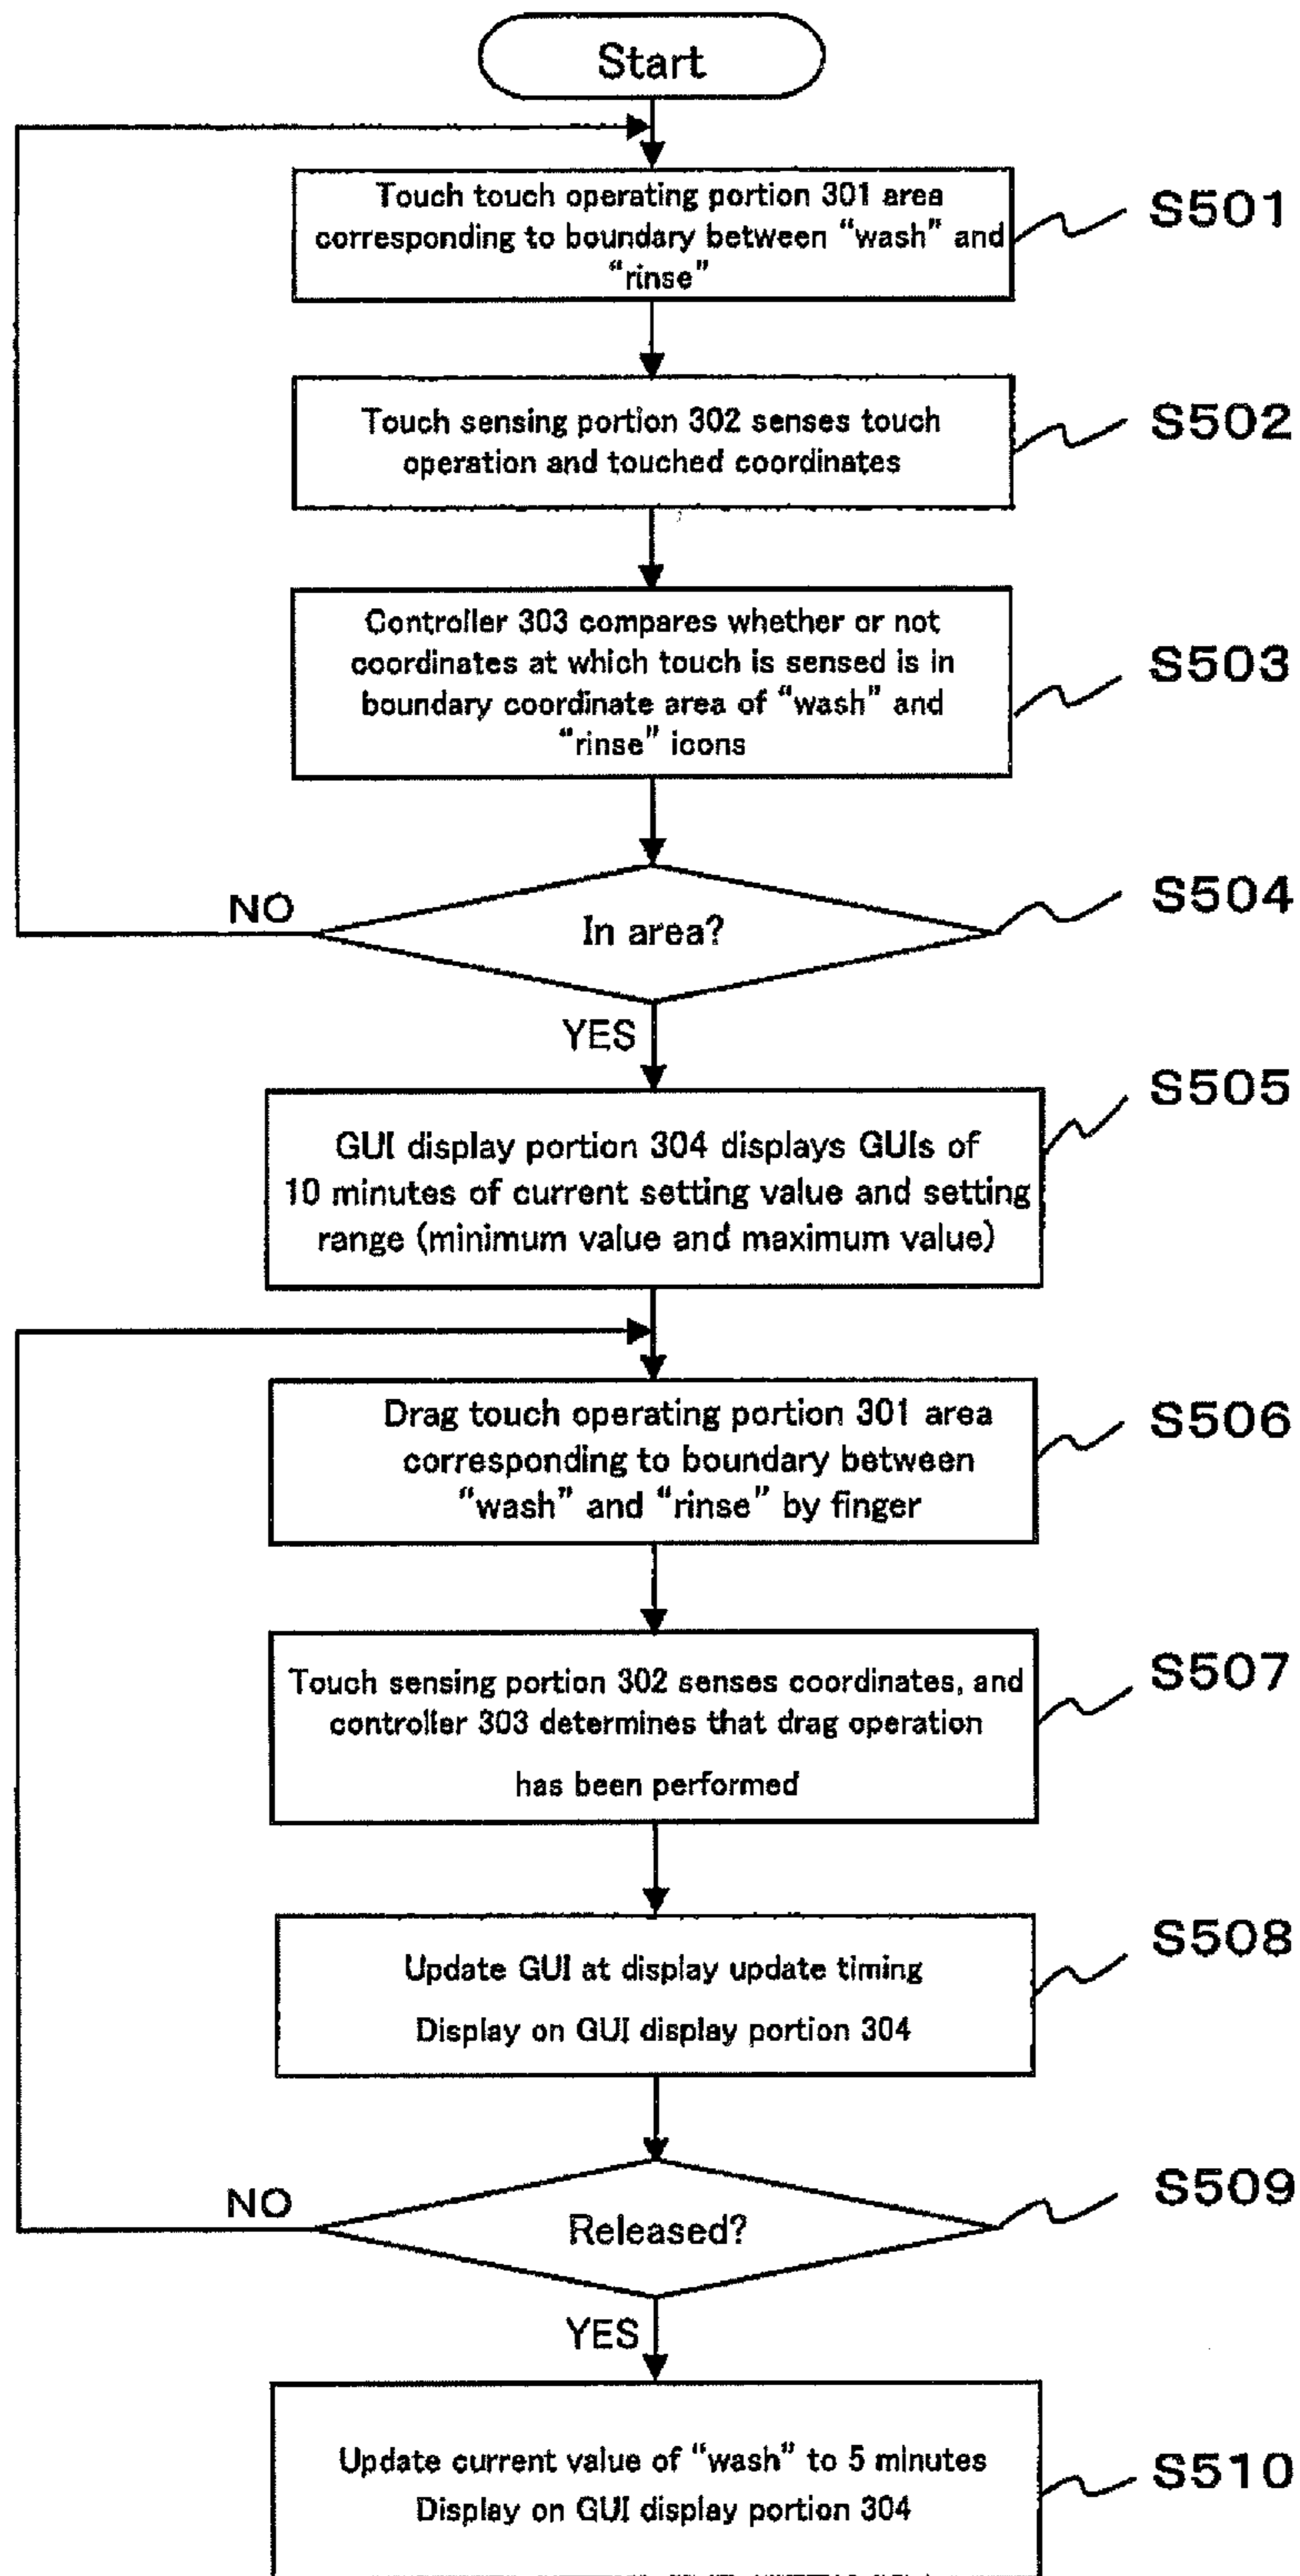 Start
Touch touch operating portion 301 area
corresponding to boundary between “wash” and
“rinse”
S501
Touch sensing portion 302 senses touch
operation and touched coordinates
S502
Controller 303 compares whether or not
coordinates at which touch is sensed is in
boundary coordinate area of “wash” and
“rinse” icons
S503
NO
In area?
S504
YES
GUI display portion 304 displays GUIs of
10 minutes of current setting value and setting
range (minimum value and maximum value)
S505
Drag touch operating portion 301 area
corresponding to boundary between
“wash” and “rinse” by finger
S506
Touch sensing portion 302 senses coordinates, and
controller 303 determines that drag operation
has been performed
S507
Update GUI at display update timing
Display on GUI display portion 304
S508
NO
Released?
S509
YES
Update current value of “wash” to 5 minutes
Display on GUI display portion 304
S510